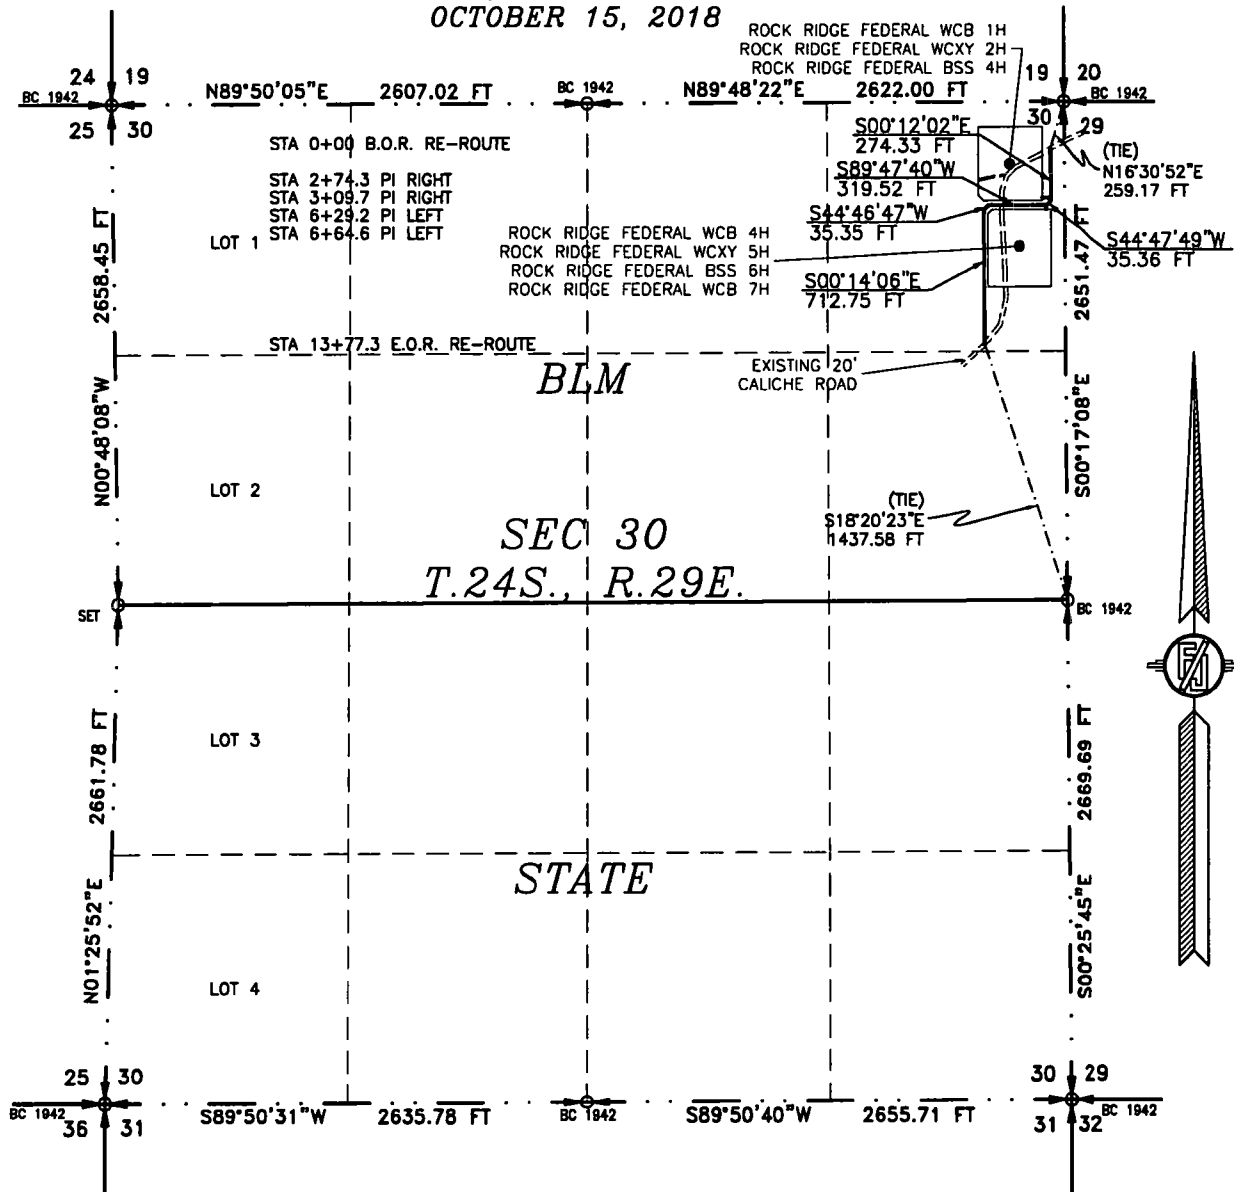 OCTOBER 15, 2018
ROCK RIDGE FEDERAL WCB 1H
ROCK RIDGE FEDERAL WCXY 2H
ROCK RIDGE FEDERAL BSS 4H
24 19
BC 1942
25 30
N89°50'05"E 2607.02 FT
BC 1942
N89°48'22"E 2622.00 FT
19 20
BC 1942
30 29
STA 0+00 B.O.R. RE-ROUTE
STA 2+74.3 PI RIGHT
STA 3+09.7 PI RIGHT
STA 6+29.2 PI LEFT
STA 6+64.6 PI LEFT
STA 13+77.3 E.O.R. RE-ROUTE
S00°12'02"E
274.33 FT
S89°47'40"W
319.52 FT
S44°46'47"W
35.35 FT
(TIE)
N16°30'52"E
259.17 FT
S44°47'49"W
35.36 FT
ROCK RIDGE FEDERAL WCB 4H
ROCK RIDGE FEDERAL WCXY 5H
ROCK RIDGE FEDERAL BSS 6H
ROCK RIDGE FEDERAL WCB 7H
S00°14'06"E
712.75 FT
LOT 1
N00°48'08"W 2658.45 FT
S00°17'08"E 2651.47 FT
EXISTING 20'
CALICHE ROAD
BLM
LOT 2
(TIE)
S18°20'23"E
1437.58 FT
SEC 30
T.24S., R.29E.
SET
BC 1942
LOT 3
N01°25'52"E 2661.78 FT
S00°25'45"E 2669.69 FT
STATE
LOT 4
25 30
BC 1942
36 31
S89°50'31"W 2635.78 FT
BC 1942
S89°50'40"W 2655.71 FT
30 29
BC 1942
31 32